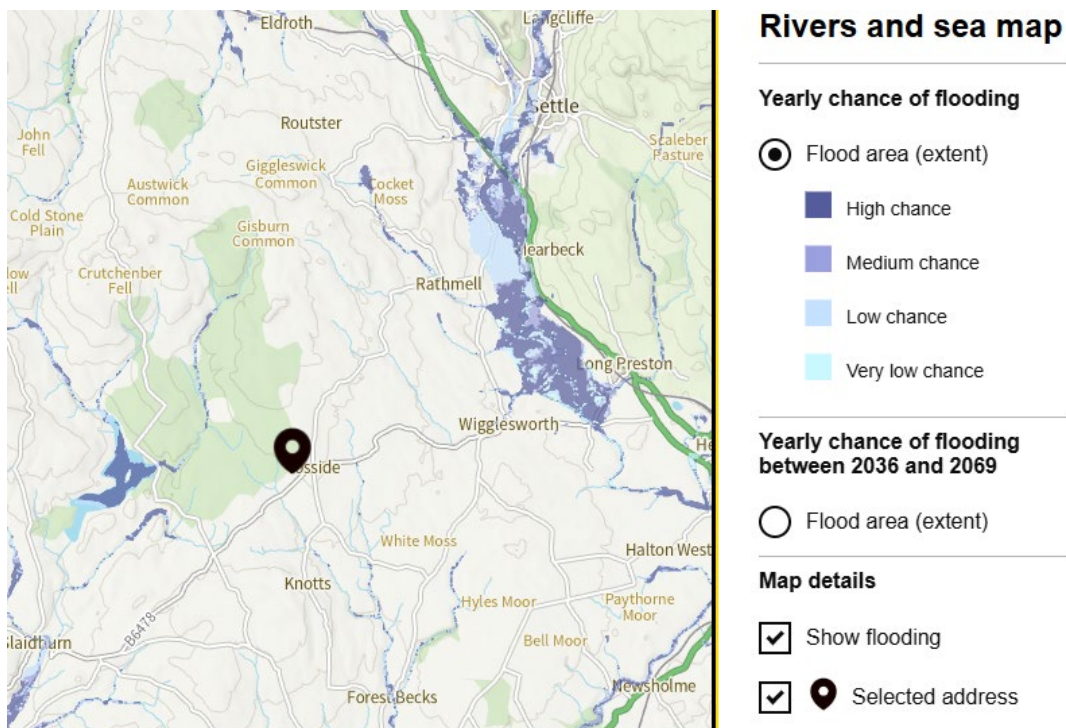 Eldroth
Langcliffe
Settle
Routster
John
Fell
Scaleber
Pasture
Giggleswick
Common
Austwick
Common
Cocket
Moss
Cold Stone
Plain
Gisburn
Common
Crutchenber
Fell
Rathmell
Long Preston
Wigglesworth
White Moss
Halton West
Knotts
Hyles Moor
Paythorne
Moor
B6478
Bell Moor
Forest Becks
Newsholme
Rivers and sea map
Yearly chance of flooding
Flood area (extent)
High chance
Medium chance
Low chance
Very low chance
Yearly chance of flooding
between 2036 and 2069
Flood area (extent)
Map details
Show flooding
Selected address